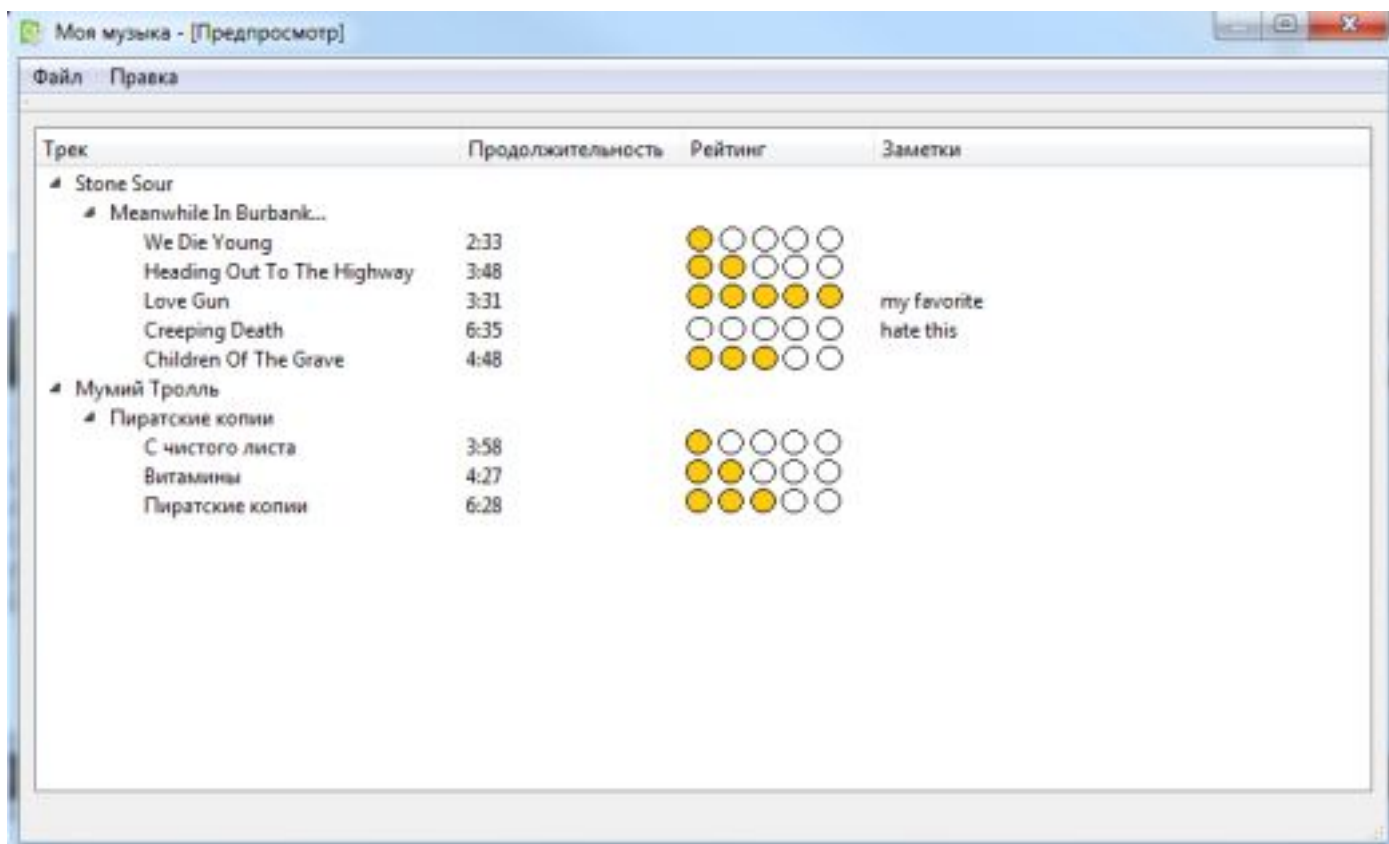 Моя музыка - [Предпросмотр]
Файл Правка
Трек Продолжительность Рейтинг Заметки
Stone Sour
Meanwhile In Burbank...
We Die Young 2:33
Heading Out To The Highway 3:48
Love Gun 3:31 my favorite
Creeping Death 6:35 hate this
Children Of The Grave 4:48
Мумий Тролль
Пиратские копии
С чистого листа 3:58
Витамины 4:27
Пиратские копии 6:28